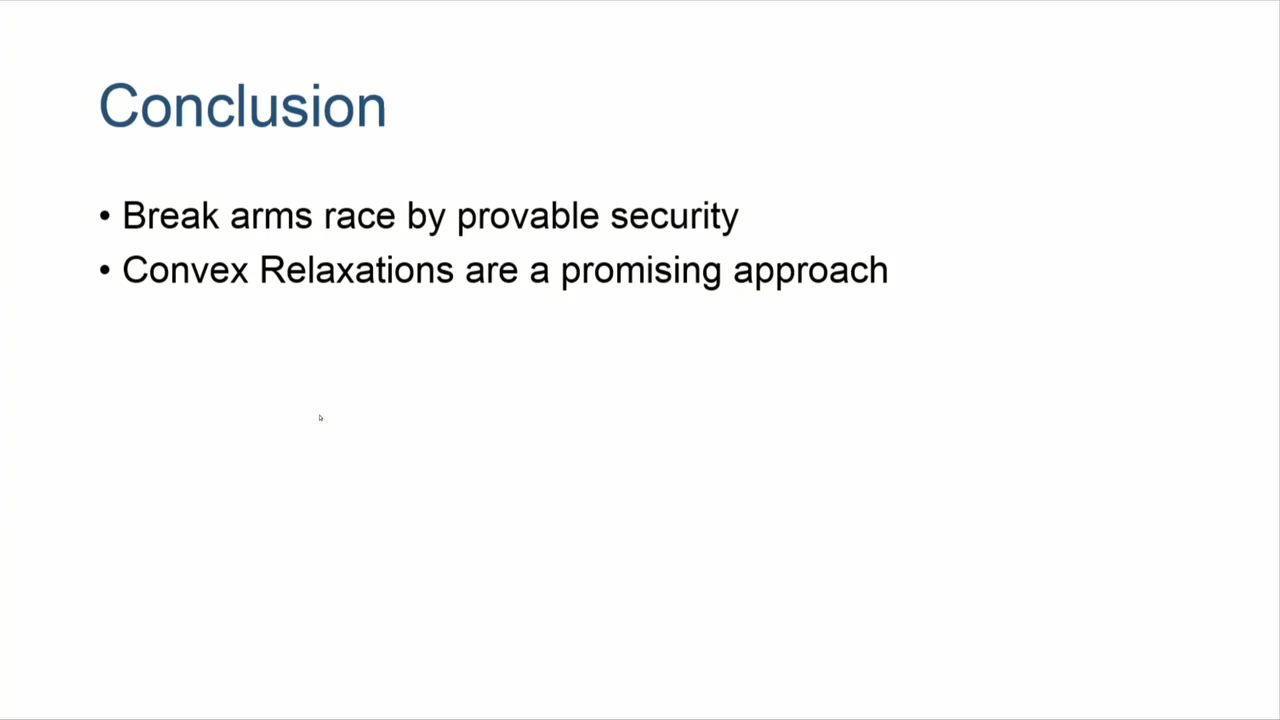 Conclusion
• Break arms race by provable security
• Convex Relaxations are a promising approach